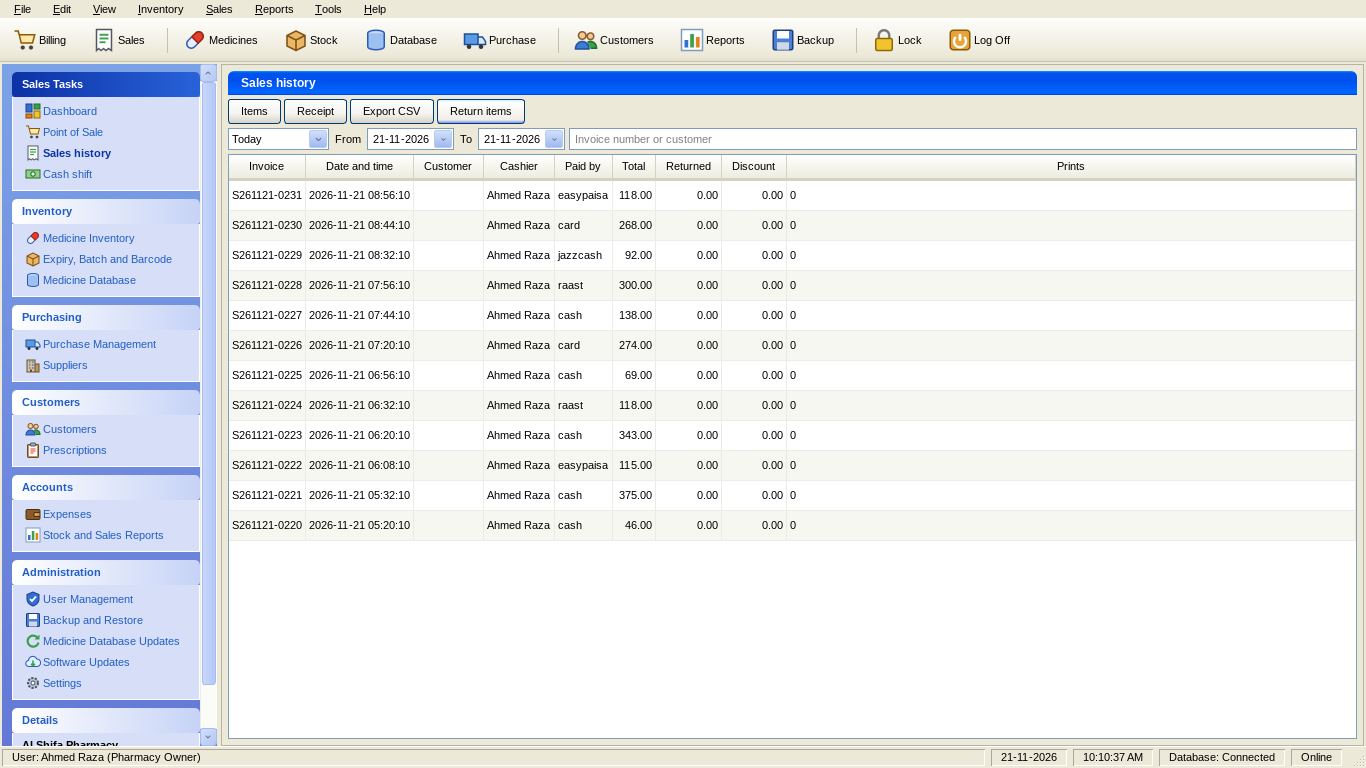 File Edit View Inventory Sales Reports Tools Help
Billing Sales Medicines Stock Database Purchase Customers Reports Backup Lock Log Off
Sales Tasks
Dashboard
Point of Sale
Sales history
Cash shift
Inventory
Medicine Inventory
Expiry, Batch and Barcode
Medicine Database
Purchasing
Purchase Management
Suppliers
Customers
Customers
Prescriptions
Accounts
Expenses
Stock and Sales Reports
Administration
User Management
Backup and Restore
Medicine Database Updates
Software Updates
Settings
Details
Al Shifa Pharmacy
Sales history
Items Receipt Export CSV Return items
Today From 21-11-2026 To 21-11-2026 Invoice number or customer
Invoice Date and time Customer Cashier Paid by Total Returned Discount Prints
S261121-0231 2026-11-21 08:56:10 Ahmed Raza easypaisa 118.00 0.00 0.00 0
S261121-0230 2026-11-21 08:44:10 Ahmed Raza card 268.00 0.00 0.00 0
S261121-0229 2026-11-21 08:32:10 Ahmed Raza jazzcash 92.00 0.00 0.00 0
S261121-0228 2026-11-21 07:56:10 Ahmed Raza raast 300.00 0.00 0.00 0
S261121-0227 2026-11-21 07:44:10 Ahmed Raza cash 138.00 0.00 0.00 0
S261121-0226 2026-11-21 07:20:10 Ahmed Raza card 274.00 0.00 0.00 0
S261121-0225 2026-11-21 06:56:10 Ahmed Raza cash 69.00 0.00 0.00 0
S261121-0224 2026-11-21 06:32:10 Ahmed Raza raast 118.00 0.00 0.00 0
S261121-0223 2026-11-21 06:20:10 Ahmed Raza cash 343.00 0.00 0.00 0
S261121-0222 2026-11-21 06:08:10 Ahmed Raza easypaisa 115.00 0.00 0.00 0
S261121-0221 2026-11-21 05:32:10 Ahmed Raza cash 375.00 0.00 0.00 0
S261121-0220 2026-11-21 05:20:10 Ahmed Raza cash 46.00 0.00 0.00 0
User: Ahmed Raza (Pharmacy Owner) 21-11-2026 10:10:37 AM Database: Connected Online